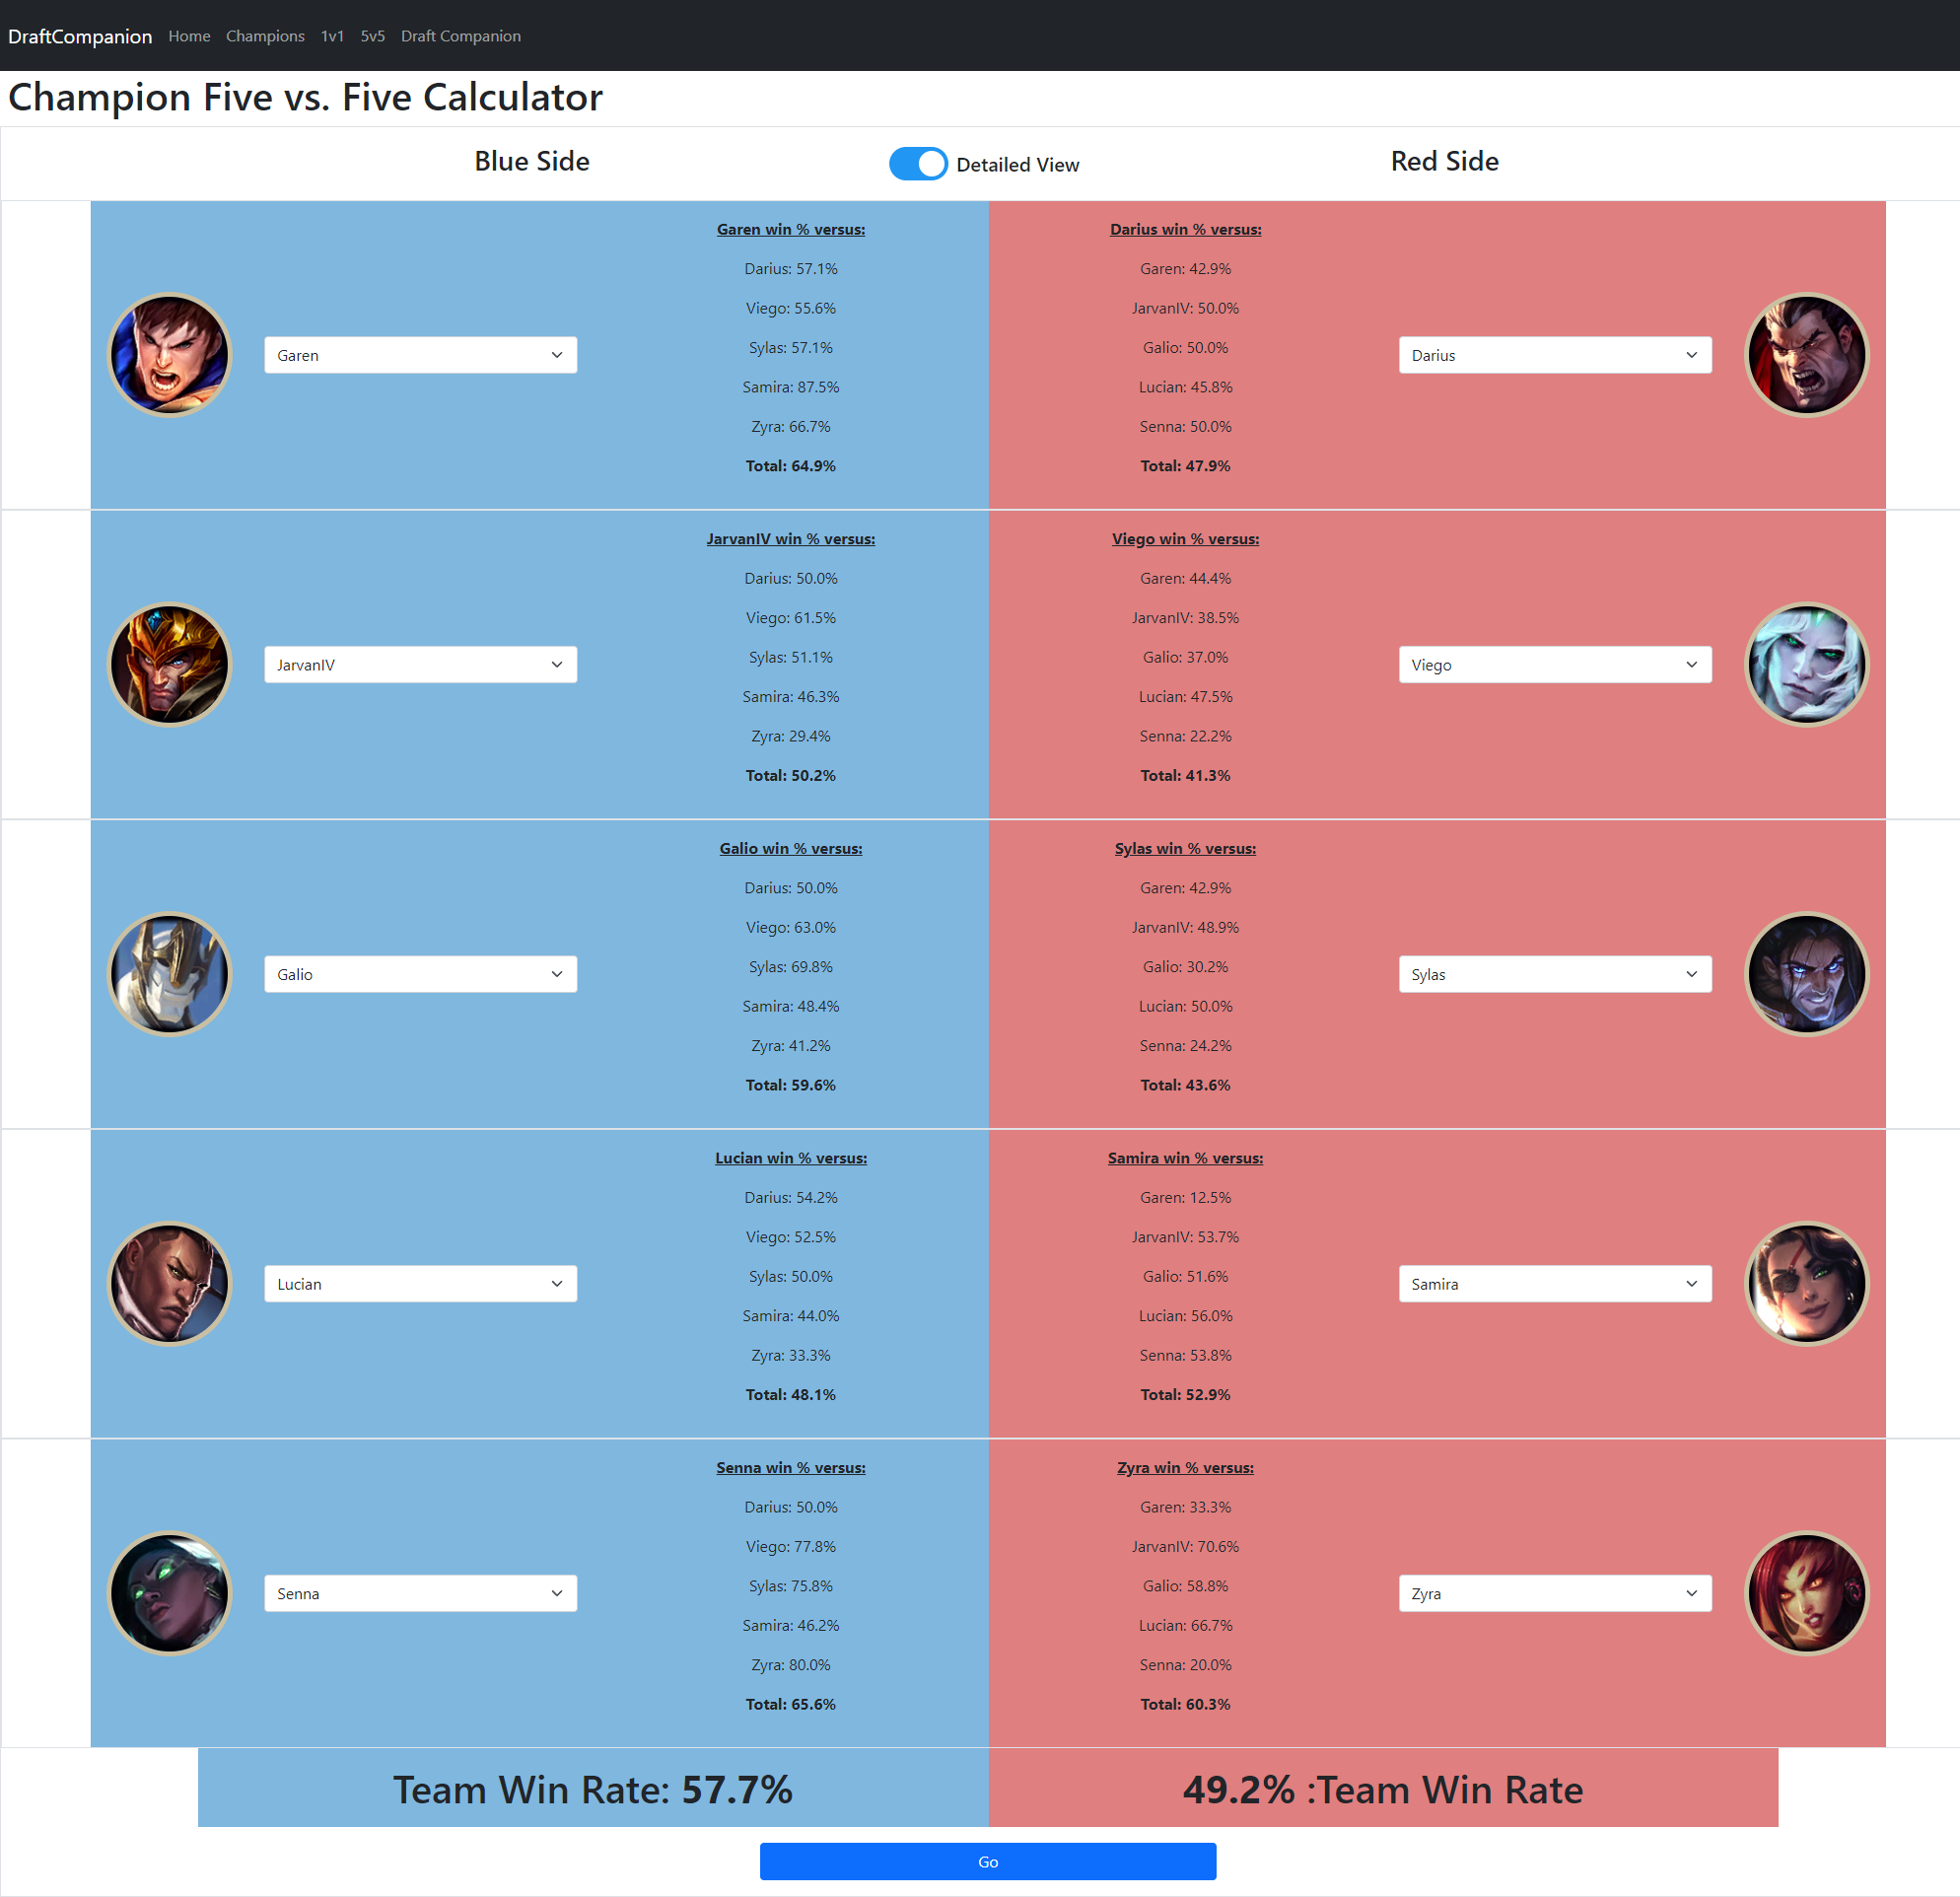 DraftCompanion Home Champions 1v1 5v5 Draft Companion
Champion Five vs. Five Calculator
Blue Side Detailed View Red Side
Garen
Garen win % versus:
Darius: 57.1%
Viego: 55.6%
Sylas: 57.1%
Samira: 87.5%
Zyra: 66.7%
Total: 64.9%
Darius win % versus:
Garen: 42.9%
JarvanIV: 50.0%
Galio: 50.0%
Lucian: 45.8%
Senna: 50.0%
Total: 47.9%
Darius
JarvanIV
JarvanIV win % versus:
Darius: 50.0%
Viego: 61.5%
Sylas: 51.1%
Samira: 46.3%
Zyra: 29.4%
Total: 50.2%
Viego win % versus:
Garen: 44.4%
JarvanIV: 38.5%
Galio: 37.0%
Lucian: 47.5%
Senna: 22.2%
Total: 41.3%
Viego
Galio
Galio win % versus:
Darius: 50.0%
Viego: 63.0%
Sylas: 69.8%
Samira: 48.4%
Zyra: 41.2%
Total: 59.6%
Sylas win % versus:
Garen: 42.9%
JarvanIV: 48.9%
Galio: 30.2%
Lucian: 50.0%
Senna: 24.2%
Total: 43.6%
Sylas
Lucian
Lucian win % versus:
Darius: 54.2%
Viego: 52.5%
Sylas: 50.0%
Samira: 44.0%
Zyra: 33.3%
Total: 48.1%
Samira win % versus:
Garen: 12.5%
JarvanIV: 53.7%
Galio: 51.6%
Lucian: 56.0%
Senna: 53.8%
Total: 52.9%
Samira
Senna
Senna win % versus:
Darius: 50.0%
Viego: 77.8%
Sylas: 75.8%
Samira: 46.2%
Zyra: 80.0%
Total: 65.6%
Zyra win % versus:
Garen: 33.3%
JarvanIV: 70.6%
Galio: 58.8%
Lucian: 66.7%
Senna: 20.0%
Total: 60.3%
Zyra
Team Win Rate: 57.7%
49.2% :Team Win Rate
Go